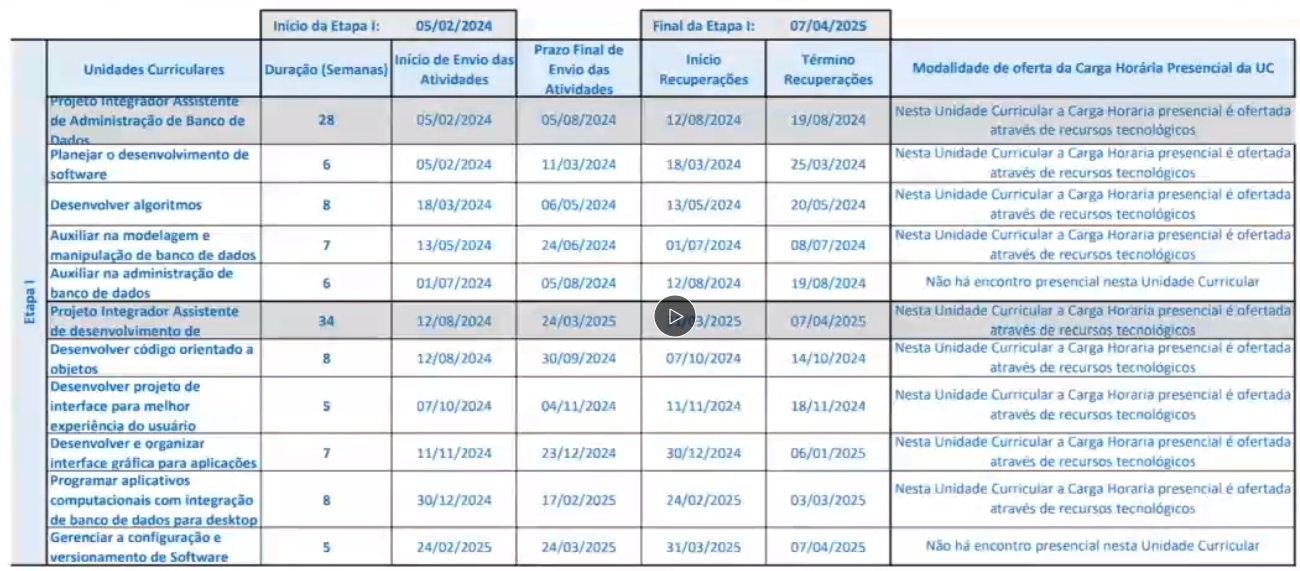 Início da Etapa I: 05/02/2024 Final da Etapa I: 07/04/2025
Unidades Curriculares Duração (Semanas) Início de Envio das Atividades Prazo Final de Envio das Atividades Início Recuperações Término Recuperações Modalidade de oferta da Carga Horária Presencial da UC
Etapa I
Projeto Integrador Assistente de Administração de Banco de Dados 28 05/02/2024 05/08/2024 12/08/2024 19/08/2024 Nesta Unidade Curricular a Carga Horaria presencial é ofertada através de recursos tecnológicos
Planejar o desenvolvimento de software 6 05/02/2024 11/03/2024 18/03/2024 25/03/2024 Nesta Unidade Curricular a Carga Horaria presencial é ofertada através de recursos tecnológicos
Desenvolver algoritmos 8 18/03/2024 06/05/2024 13/05/2024 20/05/2024 Nesta Unidade Curricular a Carga Horaria presencial é ofertada através de recursos tecnológicos
Auxiliar na modelagem e manipulação de banco de dados 7 13/05/2024 24/06/2024 01/07/2024 08/07/2024 Nesta Unidade Curricular a Carga Horaria presencial é ofertada através de recursos tecnológicos
Auxiliar na administração de banco de dados 6 01/07/2024 05/08/2024 12/08/2024 19/08/2024 Não há encontro presencial nesta Unidade Curricular
Projeto Integrador Assistente de desenvolvimento de 34 12/08/2024 24/03/2025 /03/2025 07/04/2025 Nesta Unidade Curricular a Carga Horaria presencial é ofertada através de recursos tecnológicos
Desenvolver código orientado a objetos 8 12/08/2024 30/09/2024 07/10/2024 14/10/2024 Nesta Unidade Curricular a Carga Horaria presencial é ofertada através de recursos tecnológicos
Desenvolver projeto de interface para melhor experiência do usuário 5 07/10/2024 04/11/2024 11/11/2024 18/11/2024 Nesta Unidade Curricular a Carga Horaria presencial é ofertada através de recursos tecnológicos
Desenvolver e organizar interface gráfica para aplicações 7 11/11/2024 23/12/2024 30/12/2024 06/01/2025 Nesta Unidade Curricular a Carga Horaria presencial é ofertada através de recursos tecnológicos
Programar aplicativos computacionais com integração de banco de dados para desktop 8 30/12/2024 17/02/2025 24/02/2025 03/03/2025 Nesta Unidade Curricular a Carga Horaria presencial é ofertada através de recursos tecnológicos
Gerenciar a configuração e versionamento de Software 5 24/02/2025 24/03/2025 31/03/2025 07/04/2025 Não há encontro presencial nesta Unidade Curricular